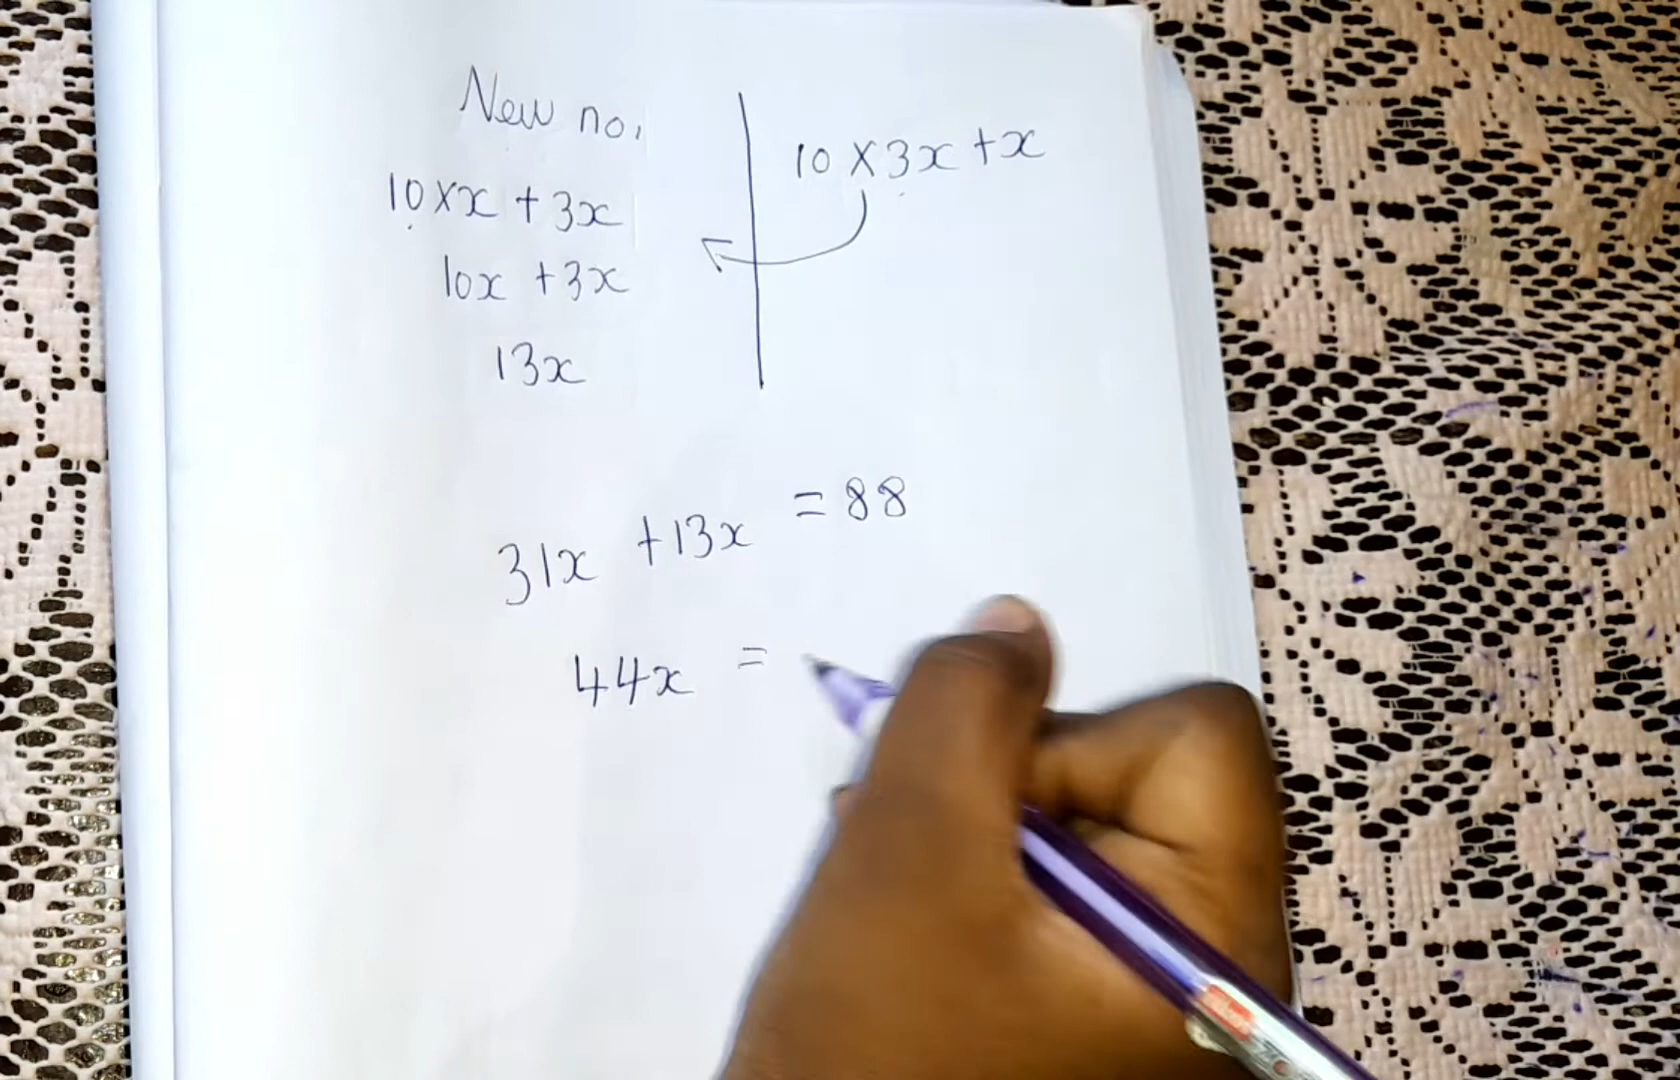 New no.
10×x + 3x
10x + 3x
13x
10 × 3x + x
31x + 13x = 88
44x =